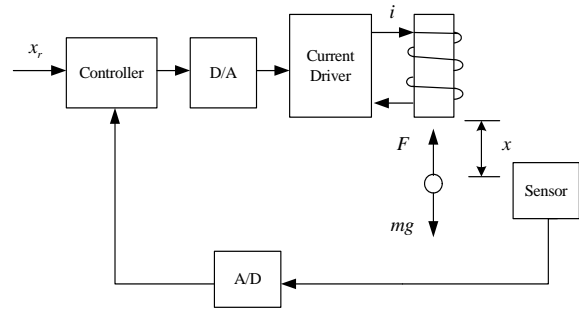 x_r
Controller
D/A
Current
Driver
i
F
x
mg
Sensor
A/D